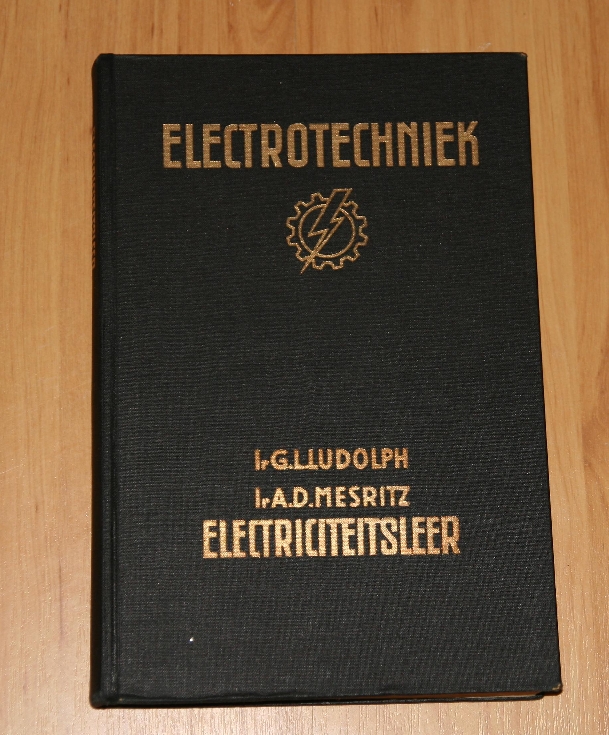 ELECTROTECHNIEK
Ir G.L. LUDOLPH
Ir A.D. MESRITZ
ELECTRICITEITSLEER